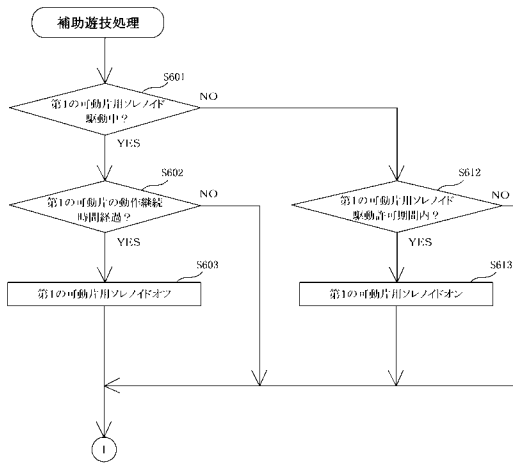 補助遊技処理
S601
第1の可動片用ソレノイド
駆動中？
NO
YES
S602
第1の可動片の動作継続
時間経過？
NO
YES
S603
第1の可動片用ソレノイドオフ
S612
第1の可動片用ソレノイド
駆動許可期間内？
NO
YES
S613
第1の可動片用ソレノイドオン
1